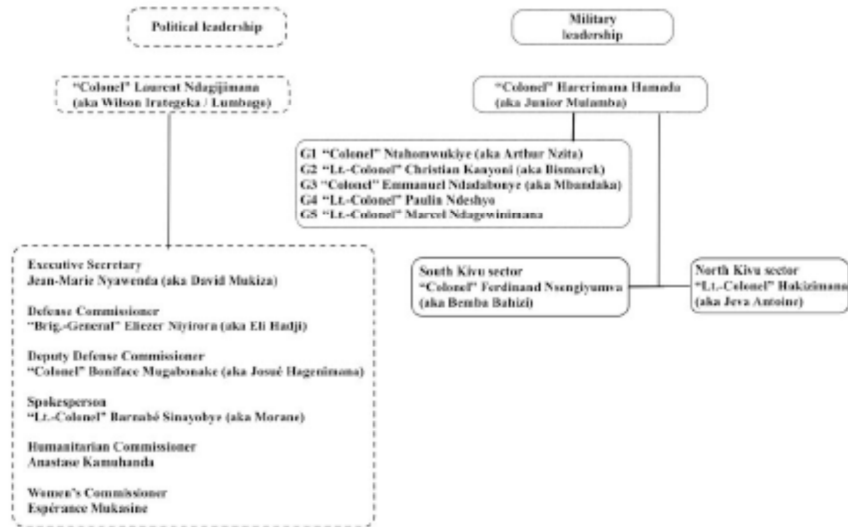 Political leadership
Military
leadership
“Colonel” Laurent Ndagijimana
(aka Wilson Irategeka / Lumbago)
“Colonel” Harerimana Hamada
(aka Junior Mulamba)
G1 “Colonel” Ntahomwukiye (aka Arthur Nzita)
G2 “Lt.-Colonel” Christian Kanyoni (aka Bismarck)
G3 “Colonel” Emmanuel Ndadabonye (aka Mbandaka)
G4 “Lt.-Colonel” Paulin Ndeshyo
G5 “Lt.-Colonel” Marcel Ndagewinimana
Executive Secretary
Jean-Marie Nyawenda (aka David Mukiza)
Defense Commissioner
“Brig.-General” Eliezer Niyirora (aka Eli Hadji)
Deputy Defense Commissioner
“Colonel” Boniface Mugabonake (aka Josué Hagenimana)
Spokesperson
“Lt.-Colonel” Barnabé Sinayobye (aka Morane)
Humanitarian Commissioner
Anastase Kamuhanda
Women’s Commissioner
Espérance Mukasine
South Kivu sector
“Colonel” Ferdinand Nsengiyumva
(aka Bemba Bahizi)
North Kivu sector
“Lt.-Colonel” Hakizimana
(aka Jeva Antoine)